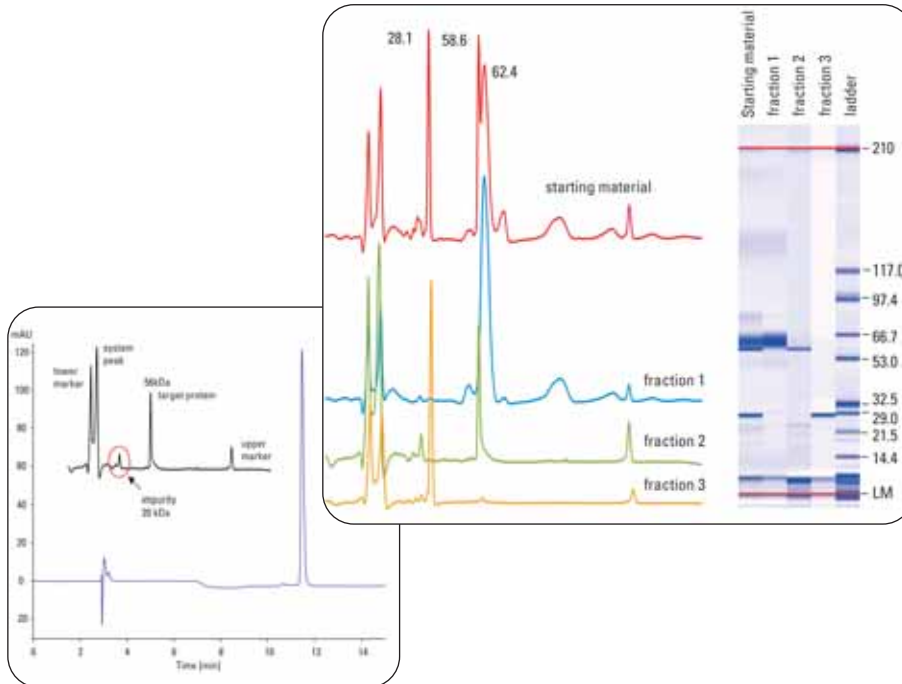 28.1
58.6
62.4
starting material
fraction 1
fraction 2
fraction 3
Starting material
fraction 1
fraction 2
fraction 3
ladder
210
117.0
97.4
66.7
53.0
32.5
29.0
21.5
14.4
LM
mAU
120
100
80
60
40
20
0
20
0
2
4
6
8
10
12
14
Time [min]
lower
marker
system
peak
56kDa
target protein
upper
marker
impurity
kDa